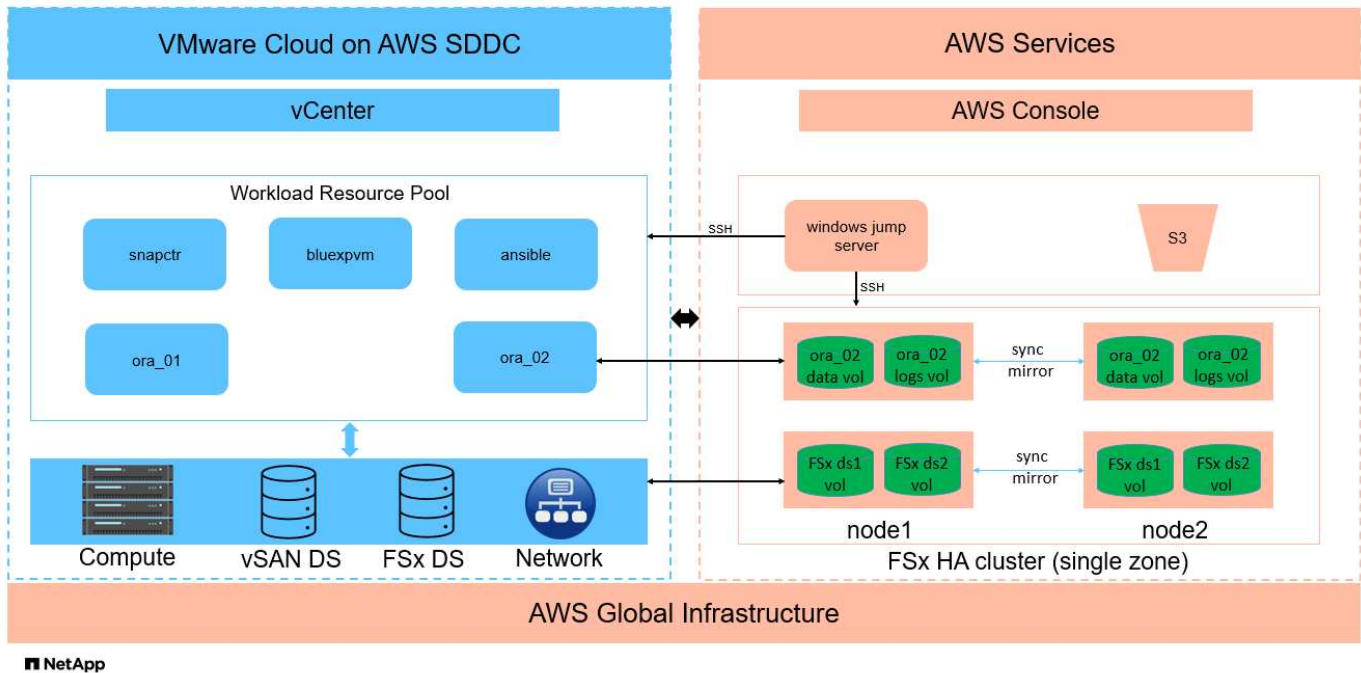 VMware Cloud on AWS SDDC
vCenter
Workload Resource Pool
snapctr
bluexpvm
ansible
ora_01
ora_02
Compute
vSAN DS
FSx DS
Network
AWS Services
AWS Console
SSH
windows jump
server
S3
SSH
ora_02
data vol
ora_02
logs vol
sync
mirror
ora_02
data vol
ora_02
logs vol
FSx ds1
vol
FSx ds2
vol
sync
mirror
FSx ds1
vol
FSx ds2
vol
node1
node2
FSx HA cluster (single zone)
AWS Global Infrastructure
NetApp